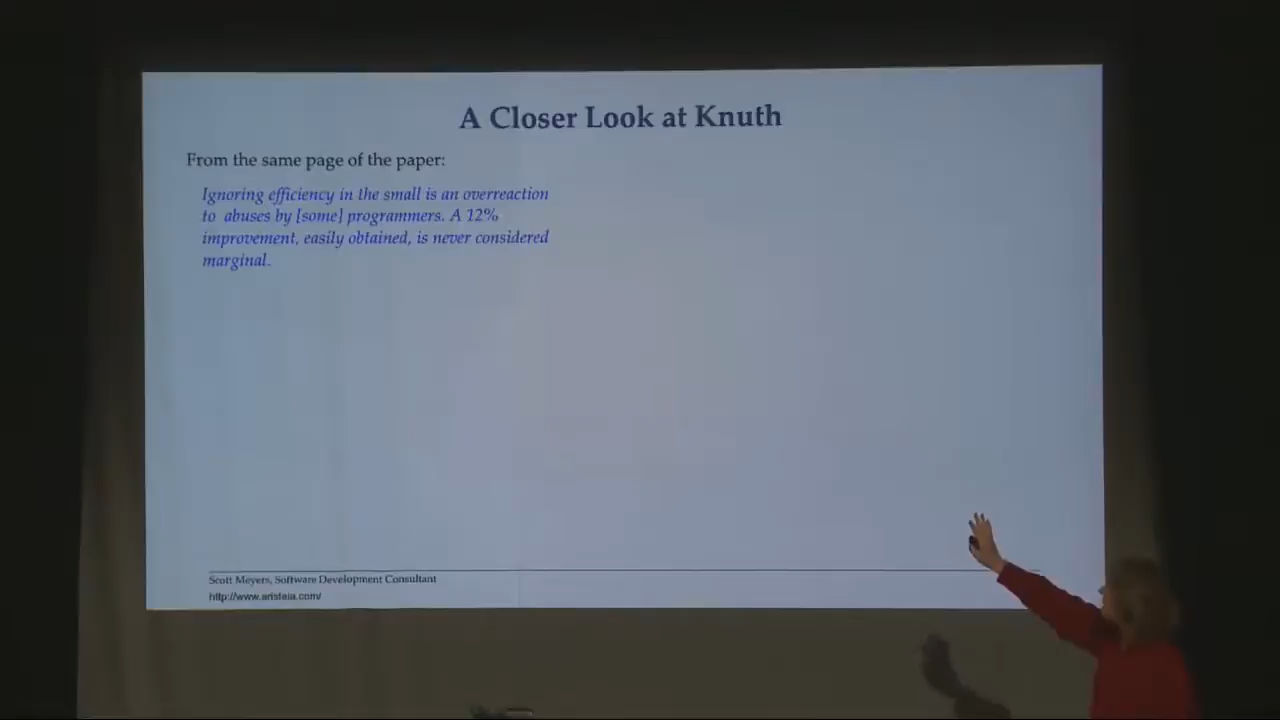 A Closer Look at Knuth
From the same page of the paper:
Ignoring efficiency in the small is an overreaction
to abuses by [some] programmers. A 12%
improvement, easily obtained, is never considered
marginal.
Scott Meyers, Software Development Consultant
http://www.aristeia.com/